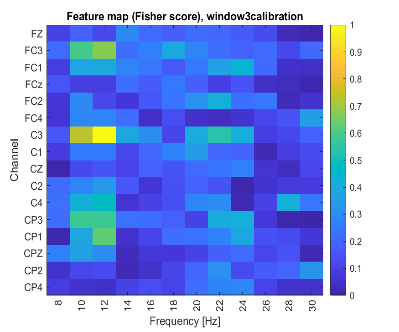 Feature map (Fisher score), window3calibration
FZ
FC3
FC1
FCz
FC2
FC4
C3
C1
CZ
C2
C4
CP3
CP1
CPZ
CP2
CP4
Channel
8 10 12 14 16 18 20 22 24 26 28 30
Frequency [Hz]
1
0.9
0.8
0.7
0.6
0.5
0.4
0.3
0.2
0.1
0